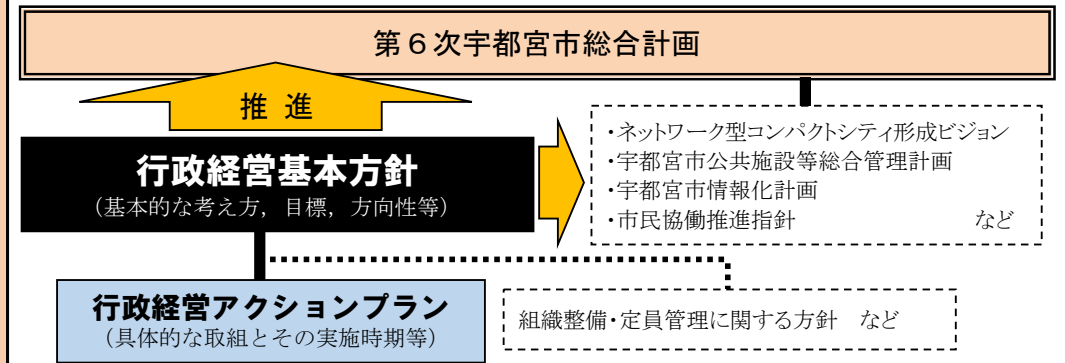 第６次宇都宮市総合計画
推 進
行政経営基本方針
（基本的な考え方，目標，方向性等）
・ネットワーク型コンパクトシティ形成ビジョン
・宇都宮市公共施設等総合管理計画
・宇都宮市情報化計画
・市民協働推進指針　など
行政経営アクションプラン
（具体的な取組とその実施時期等）
組織整備・定員管理に関する方針　など